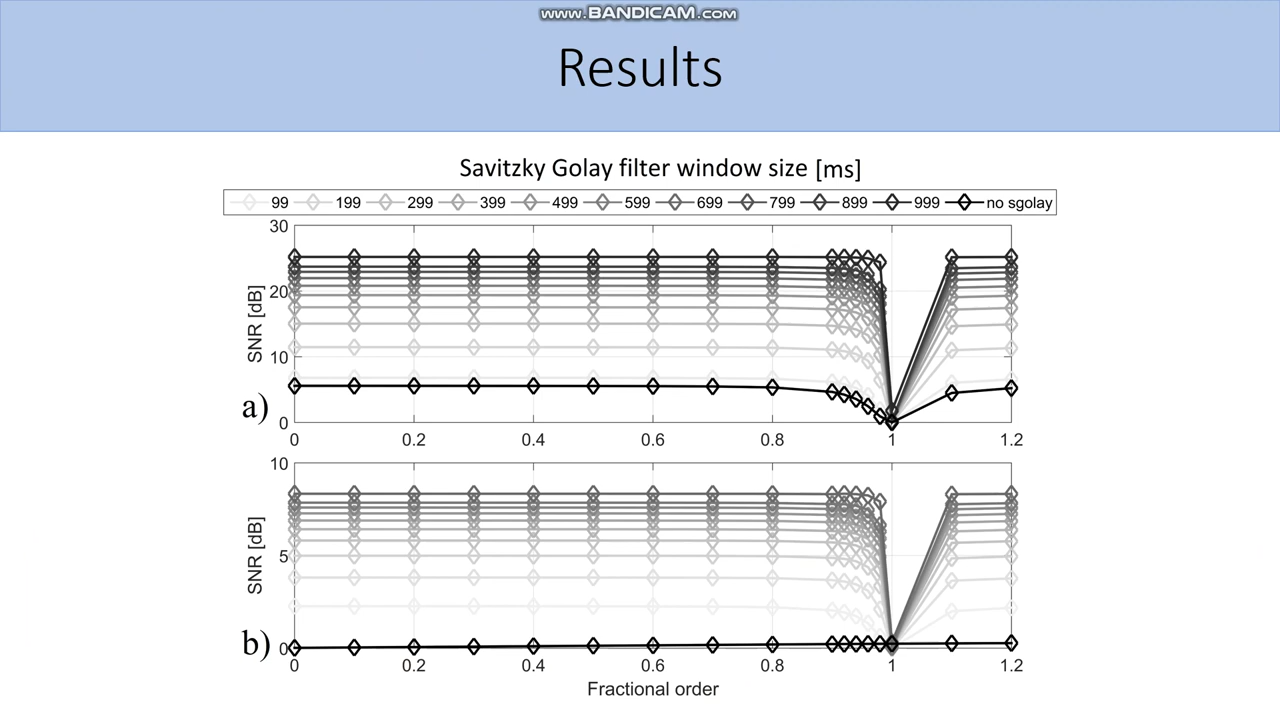 www.BANDICAM.com
Results
Savitzky Golay filter window size [ms]
99 199 299 399 499 599 699 799 899 999 no sgolay
30
20
10
0
SNR [dB]
a)
0 0.2 0.4 0.6 0.8 1 1.2
10
5
0
SNR [dB]
b)
0 0.2 0.4 0.6 0.8 1 1.2
Fractional order